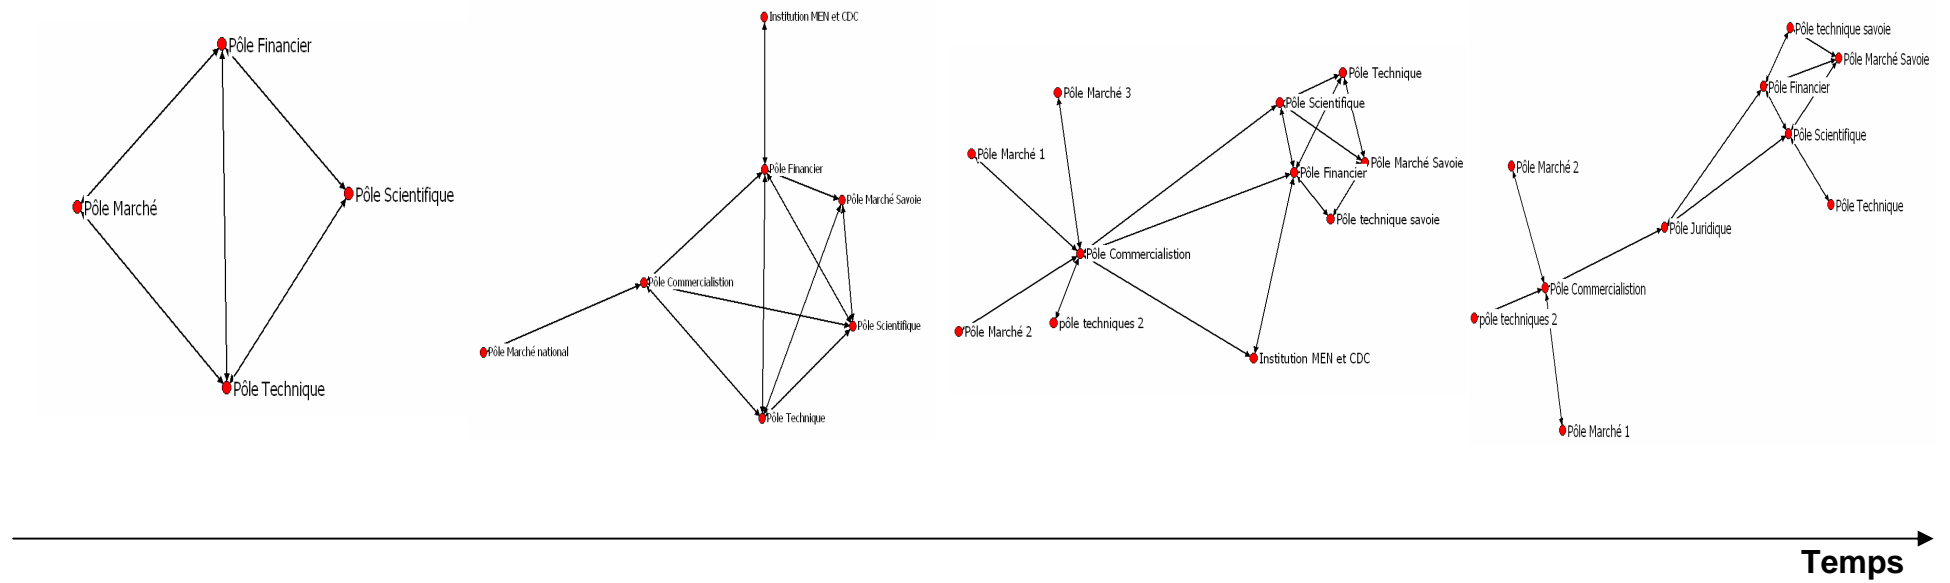 Pôle Financier
Pôle Marché
Pôle Scientifique
Pôle Technique
Institution MEN et CDC
Pôle Financier
Pôle Marché Savoie
Pôle Commercialistion
Pôle Scientifique
Pôle Marché national
Pôle Technique
Pôle Technique
Pôle Marché 3
Pôle Scientifique
Pôle Marché 1
Pôle Marché Savoie
Pôle Financier
Pôle technique savoie
Pôle Commercialistion
Pôle Marché 2
pôle techniques 2
Institution MEN et CDC
Pôle technique savoie
Pôle Marché Savoie
Pôle Financier
Pôle Scientifique
Pôle Marché 2
Pôle Technique
Pôle Juridique
Pôle Commercialistion
pôle techniques 2
Pôle Marché 1
Temps